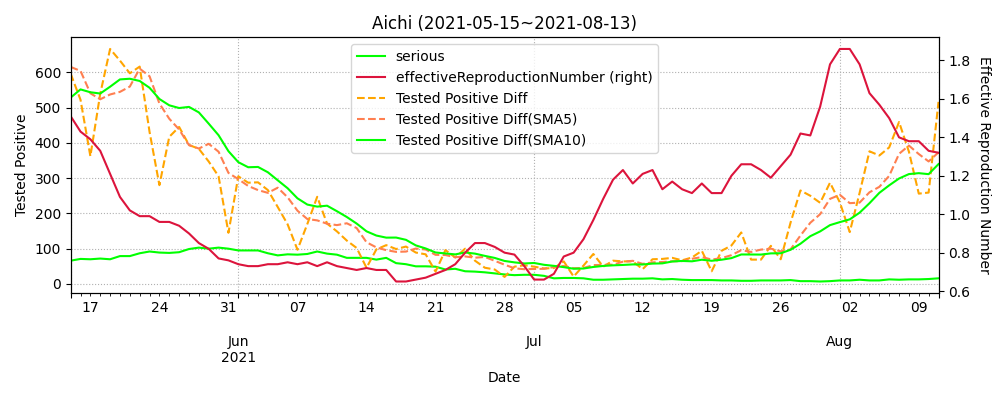 Aichi (2021-05-15~2021-08-13)
serious
effectiveReproductionNumber (right)
Tested Positive Diff
Tested Positive Diff(SMA5)
Tested Positive Diff(SMA10)
Tested Positive
600
500
400
300
200
100
0
1.8
1.6
1.4
1.2
1.0
0.8
0.6
Effective Reproduction Number
17 24 31 07 14 21 28 05 12 19 26 02 09
Jun Jul Aug
2021
Date